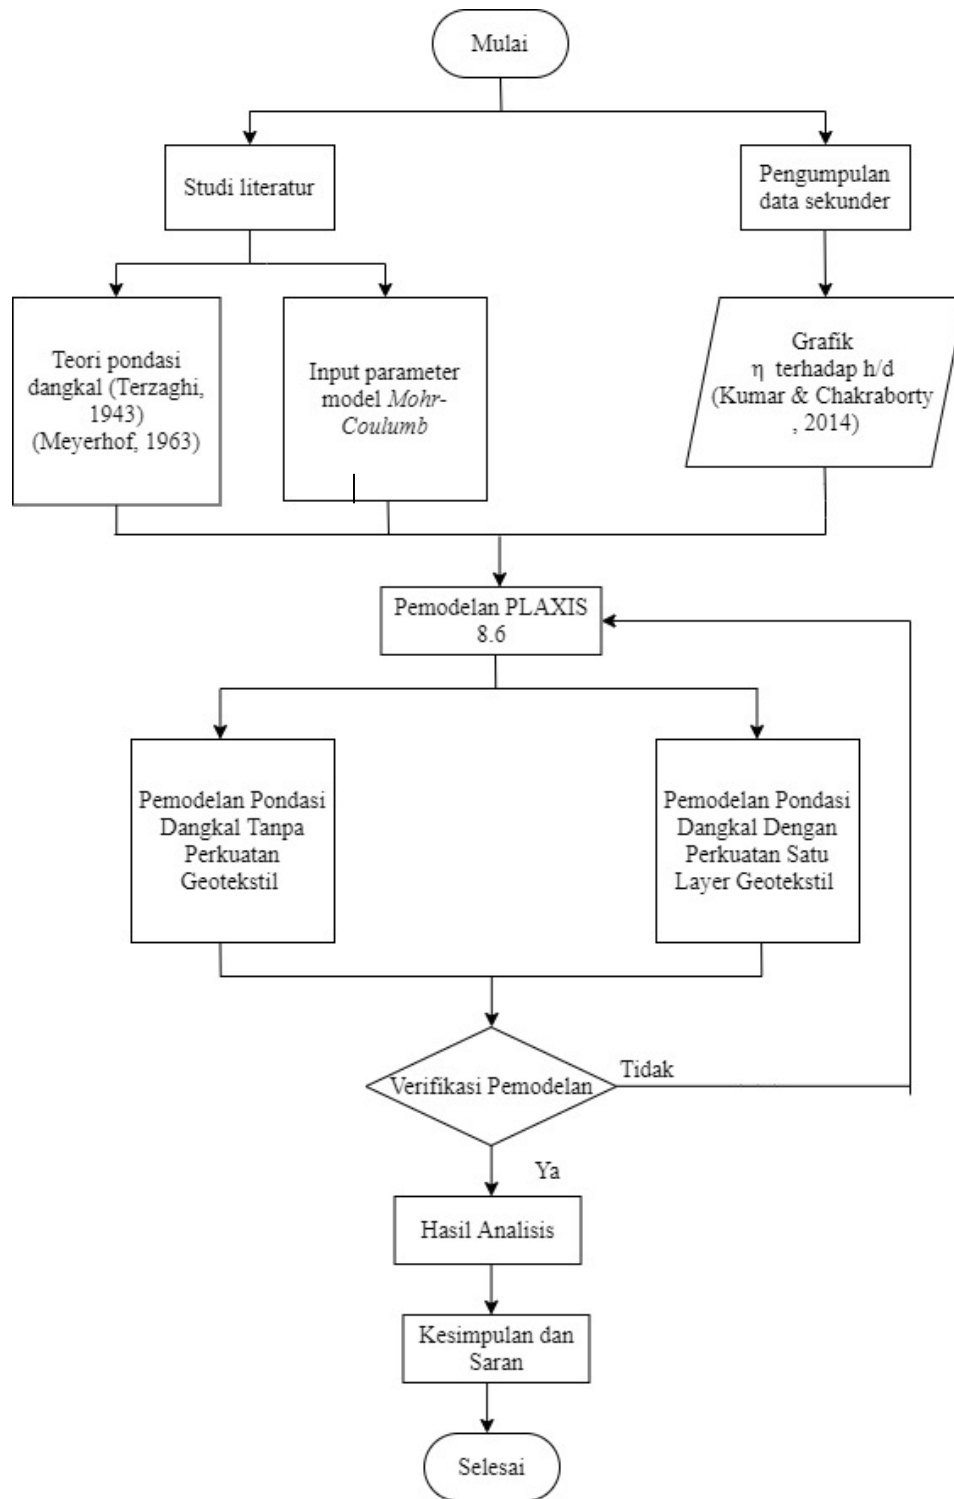 Mulai
Studi literatur
Pengumpulan
data sekunder
Teori pondasi
dangkal (Terzaghi,
1943)
(Meyerhof, 1963)
Input parameter
model Mohr-
Coulumb
Grafik
η terhadap h/d
(Kumar & Chakraborty
, 2014)
Pemodelan PLAXIS
8.6
Pemodelan Pondasi
Dangkal Tanpa
Perkuatan
Geotekstil
Pemodelan Pondasi
Dangkal Dengan
Perkuatan Satu
Layer Geotekstil
Verifikasi Pemodelan
Tidak
Ya
Hasil Analisis
Kesimpulan dan
Saran
Selesai